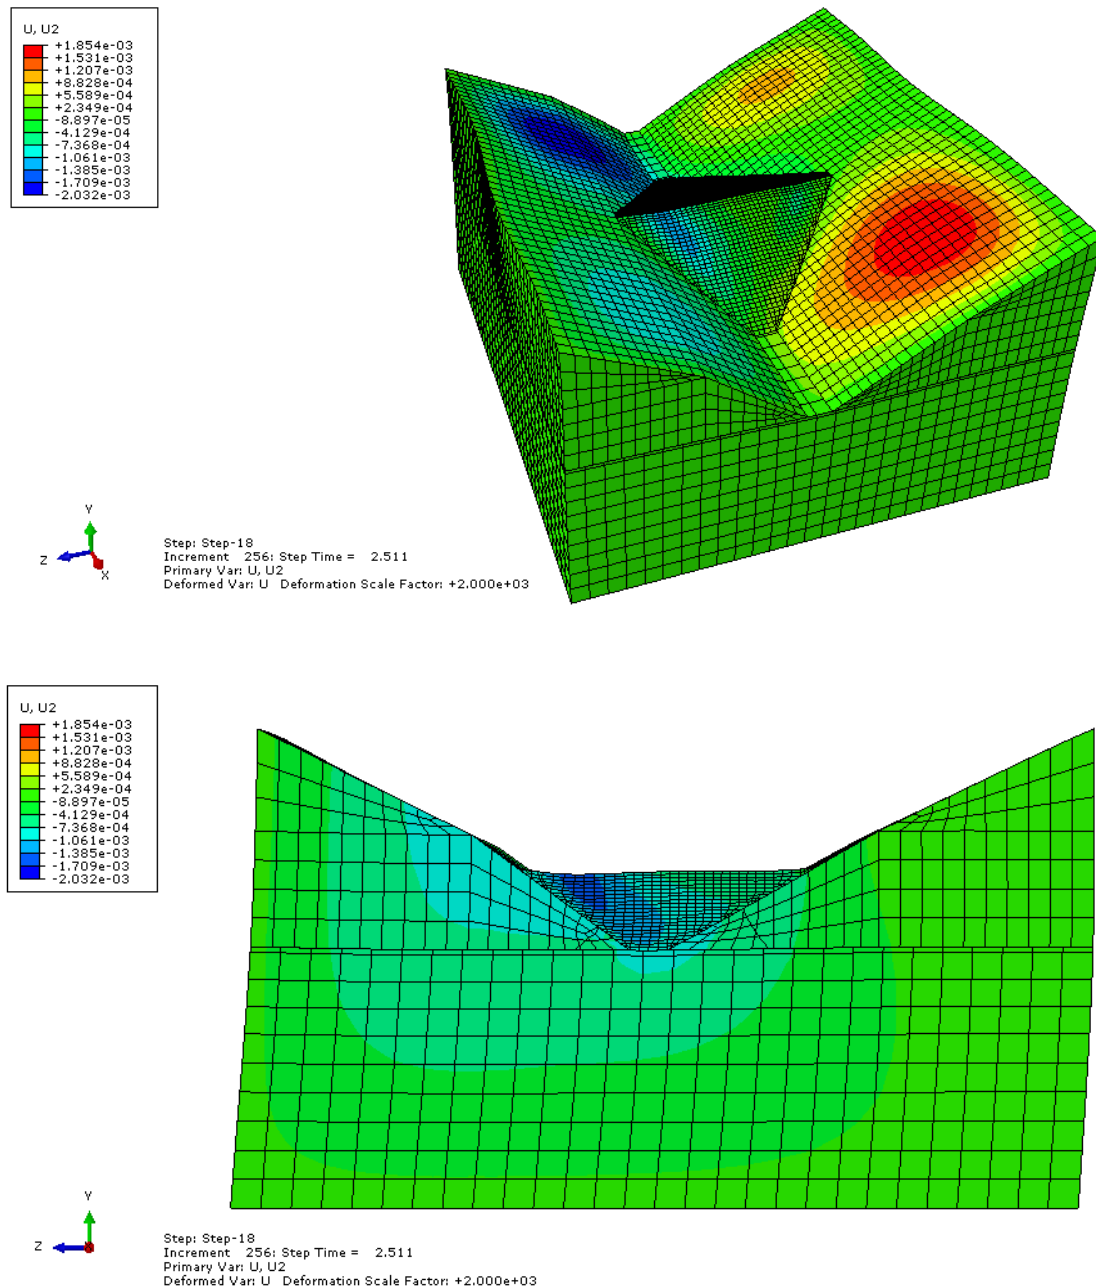 U, U2
+1.854e-03
+1.531e-03
+1.207e-03
+8.828e-04
+5.589e-04
+2.349e-04
-8.897e-05
-4.129e-04
-7.368e-04
-1.061e-03
-1.385e-03
-1.709e-03
-2.032e-03
Y
Z
X
Step: Step-18
Increment 256: Step Time = 2.511
Primary Var: U, U2
Deformed Var: U Deformation Scale Factor: +2.000e+03
U, U2
+1.854e-03
+1.531e-03
+1.207e-03
+8.828e-04
+5.589e-04
+2.349e-04
-8.897e-05
-4.129e-04
-7.368e-04
-1.061e-03
-1.385e-03
-1.709e-03
-2.032e-03
Y
Z
Step: Step-18
Increment 256: Step Time = 2.511
Primary Var: U, U2
Deformed Var: U Deformation Scale Factor: +2.000e+03